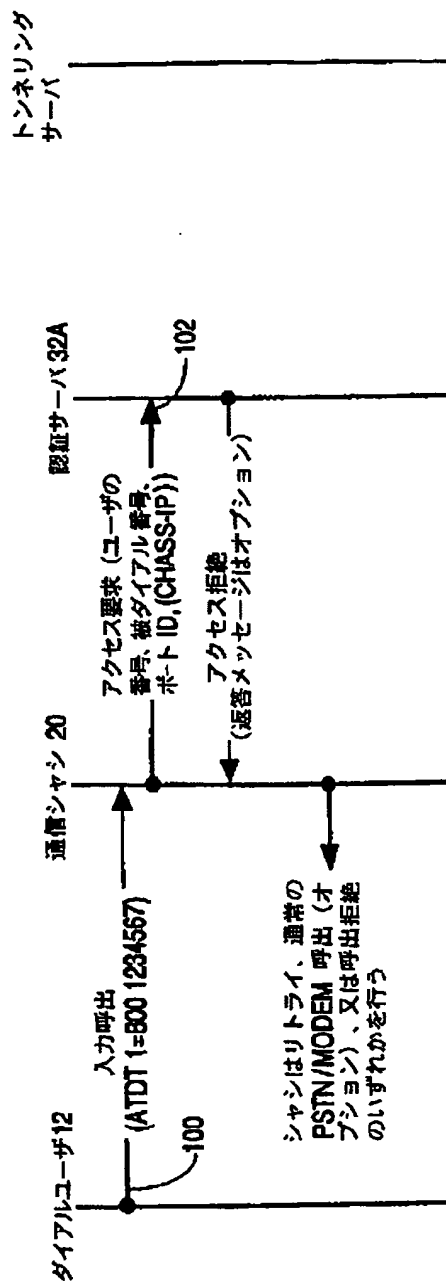 ダイアルユーザ12
通信シャシ 20
認証サーバ 32A
トンネリング
サーバ
入力呼出
(ATDT 1=800 1234567)
100
アクセス要求 (ユーザの
番号、被ダイアル番号、
ポート ID, (CHASS-IP))
102
アクセス拒絶
(返答メッセージはオプション)
シャシはリトライ、通常の
PSTN/MODEM 呼出 (オ
プション)、又は呼出拒絶
のいずれかを行う